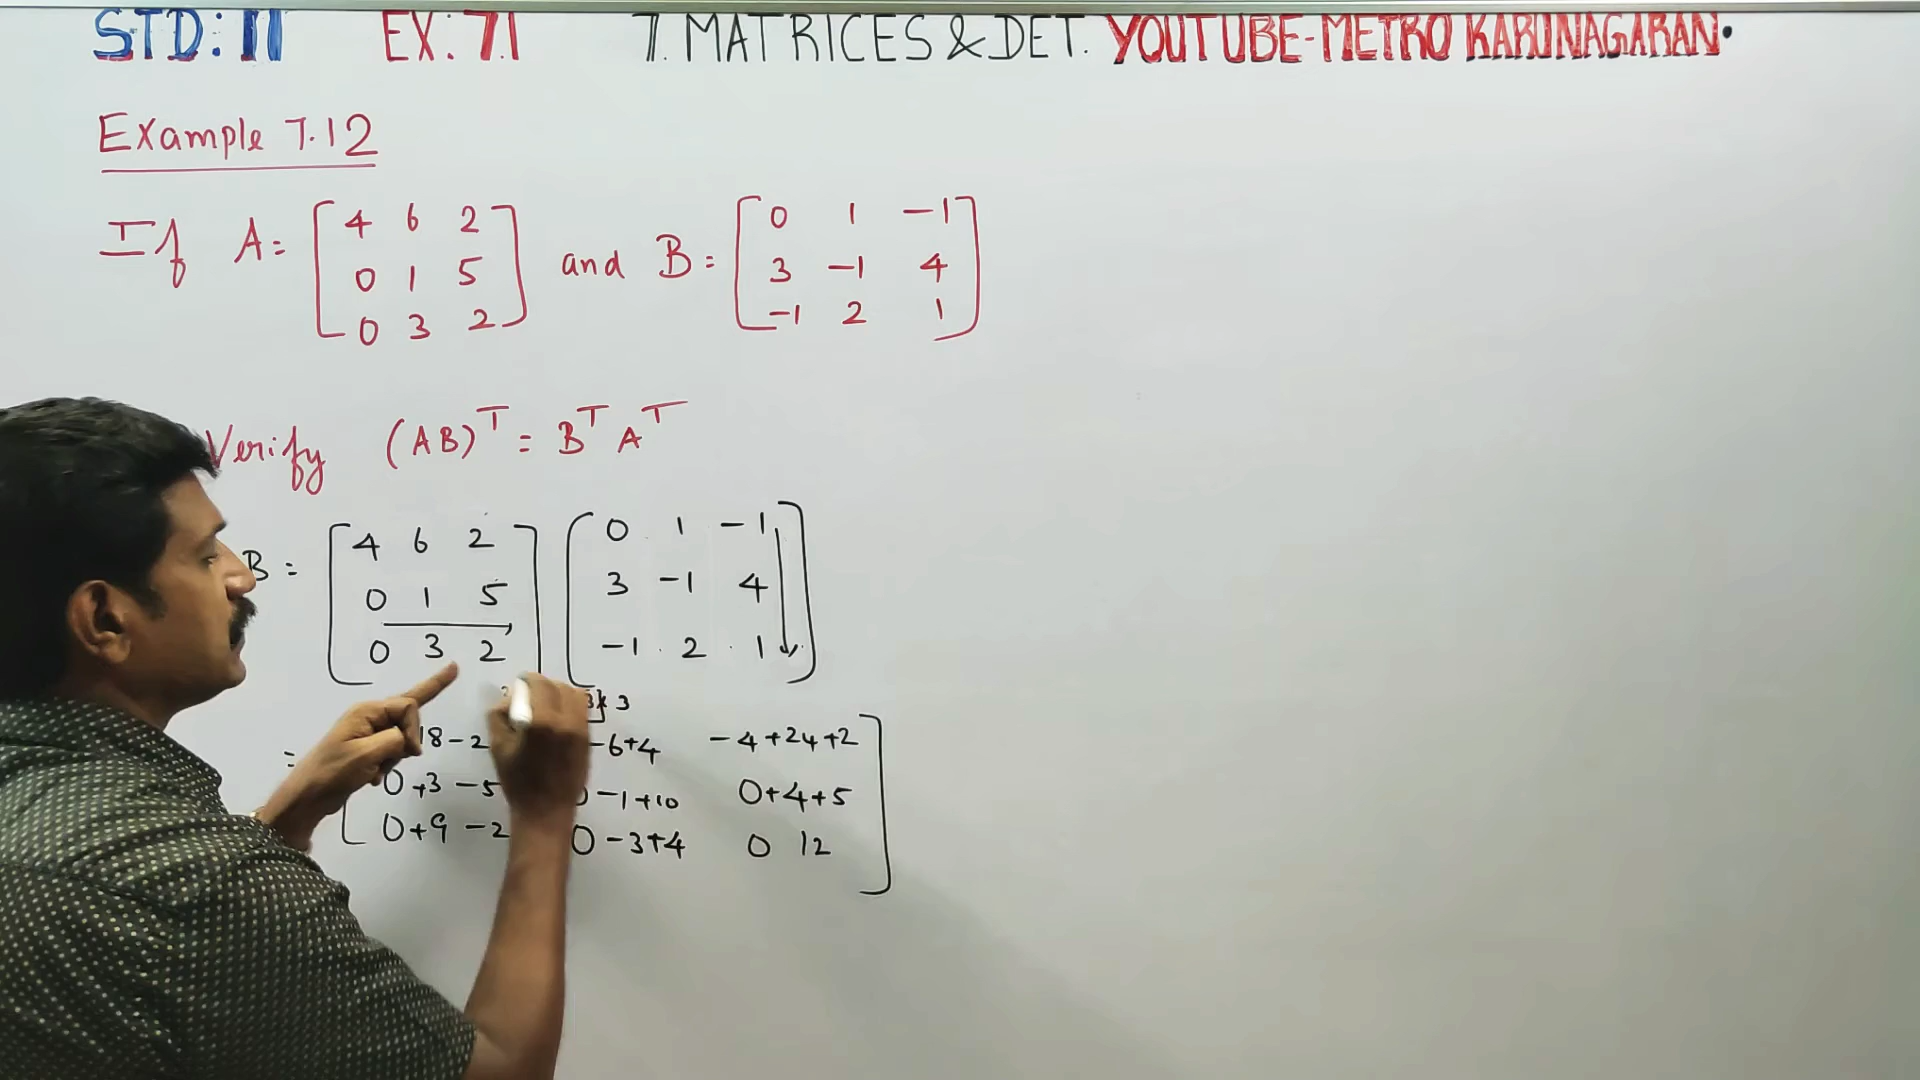 STD: 11 EX: 7.1 7. MATRICES & DET. YOUTUBE-METRO KARUNAGARAN.
Example 7.12
If A = [4 6 2 and B = [0 1 -1
0 1 5 3 -1 4
0 3 2] -1 2 1]
Verify (AB)^T = B^T A^T
B = [4 6 2 [0 1 -1
0 1 5 3 -1 4
0 3 2] -1 2 1]
3
= 18-2 -6+4 -4+24+2
0+3-5 -1+10 0+4+5
0+9-2 0-3+4 0 12]